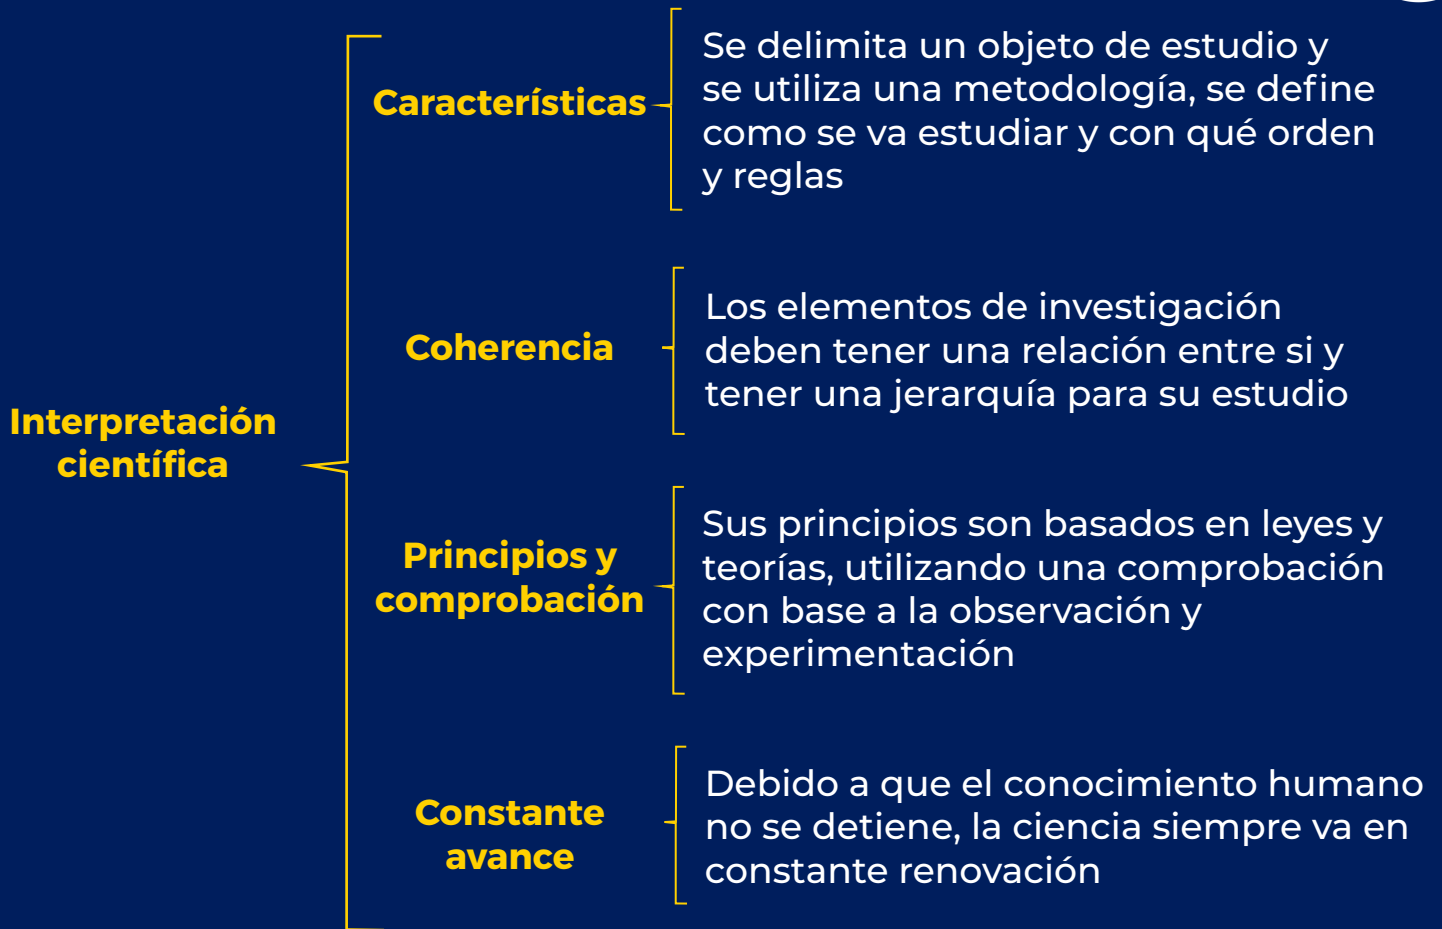 Interpretación
científica
Característicias
Se delimita un objeto de estudio y
se utiliza una metodología, se define
como se va estudiar y con qué orden
y reglas
Coherencia
Los elementos de investigación
deben tener una relación entre si y
tener una jerarquía para su estudio
Principios y
comprobación
Sus principios son basados en leyes y
teorías, utilizando una comprobación
con base a la observación y
experimentación
Constante
avance
Debido a que el conocimiento humano
no se detiene, la ciencia siempre va en
constante renovación